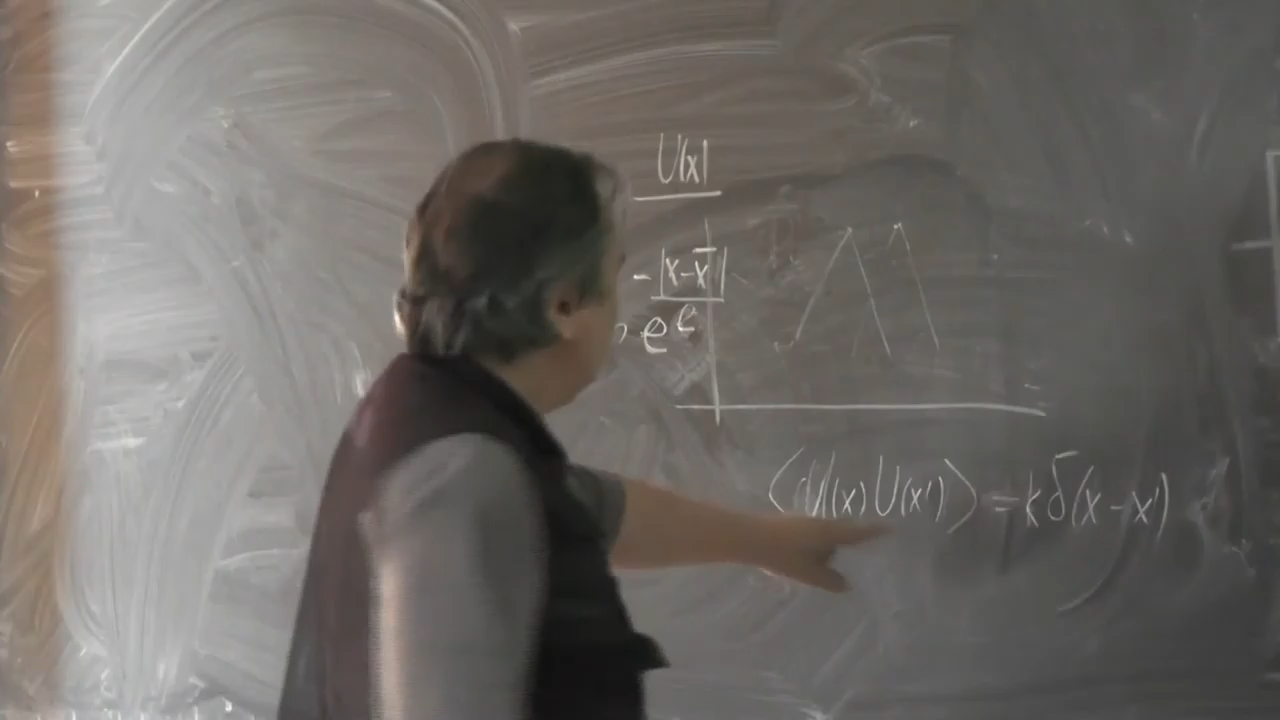 U(x)
-|x-x̅|
e ℓ
⟨U(x)U(x')⟩=kδ(x-x')